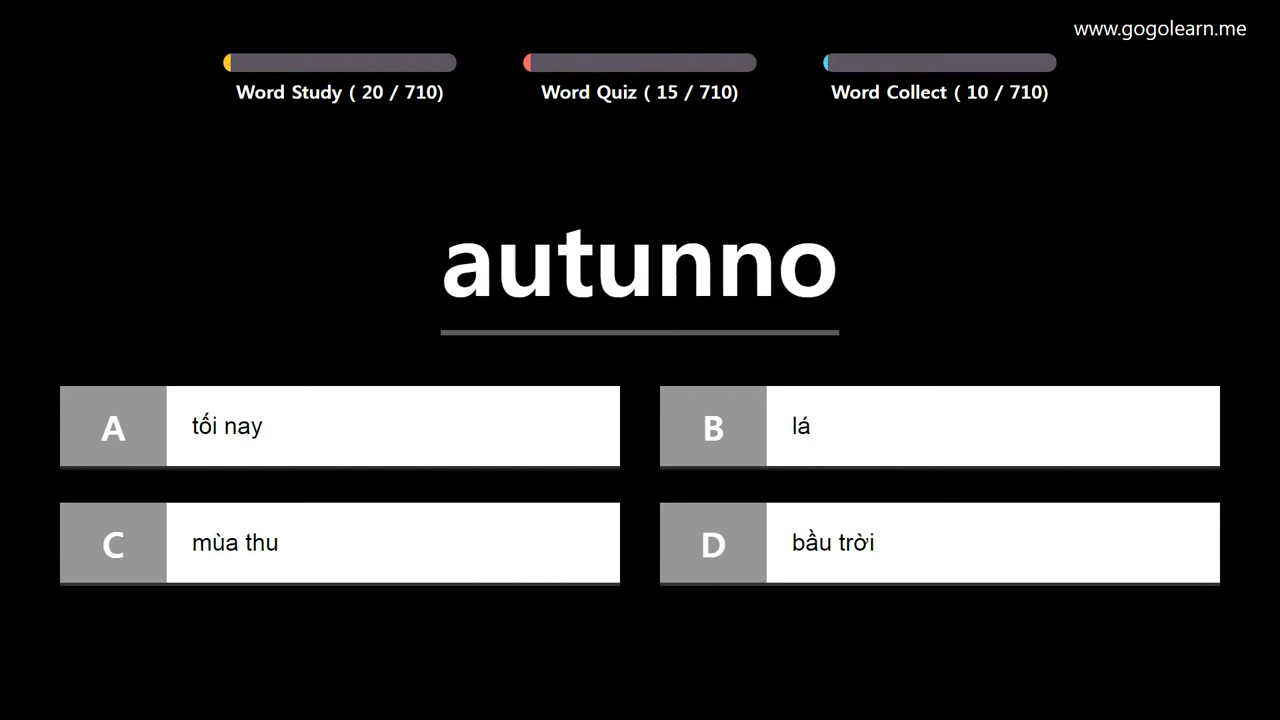 www.gogolearn.me
Word Study ( 20 / 710)
Word Quiz ( 15 / 710)
Word Collect ( 10 / 710)
autunno
A tối nay
B lá
C mùa thu
D bầu trời